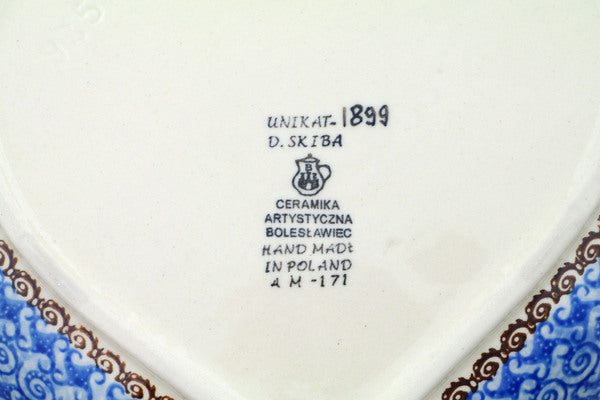 UNIKAT-1899
D. SKIBA
B
CERAMIKA
ARTYSTYCZNA
BOLESŁAWIEC
HAND MADE
IN POLAND
A M -171